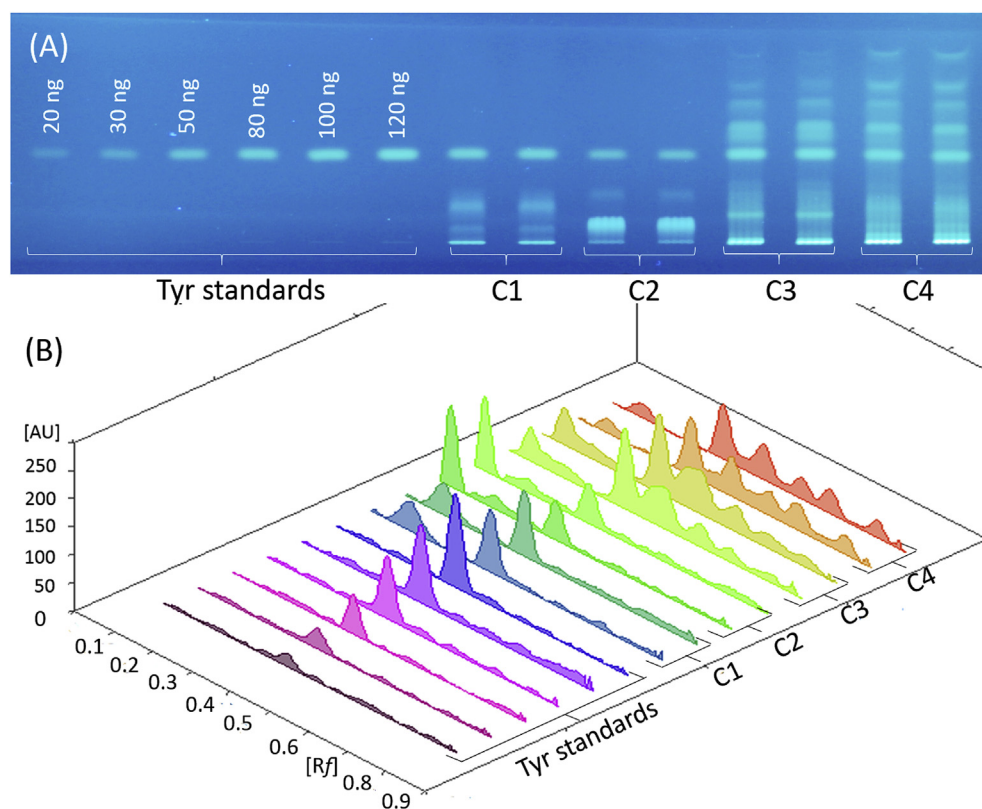 (A)
20 ng
30 ng
50 ng
80 ng
100 ng
120 ng
Tyr standards
C1
C2
C3
C4
(B)
[AU]
250
200
150
100
50
0
0.1
0.2
0.3
0.4
0.5
0.6
[Rf]
0.8
0.9
Tyr standards
C1
C2
C3
C4